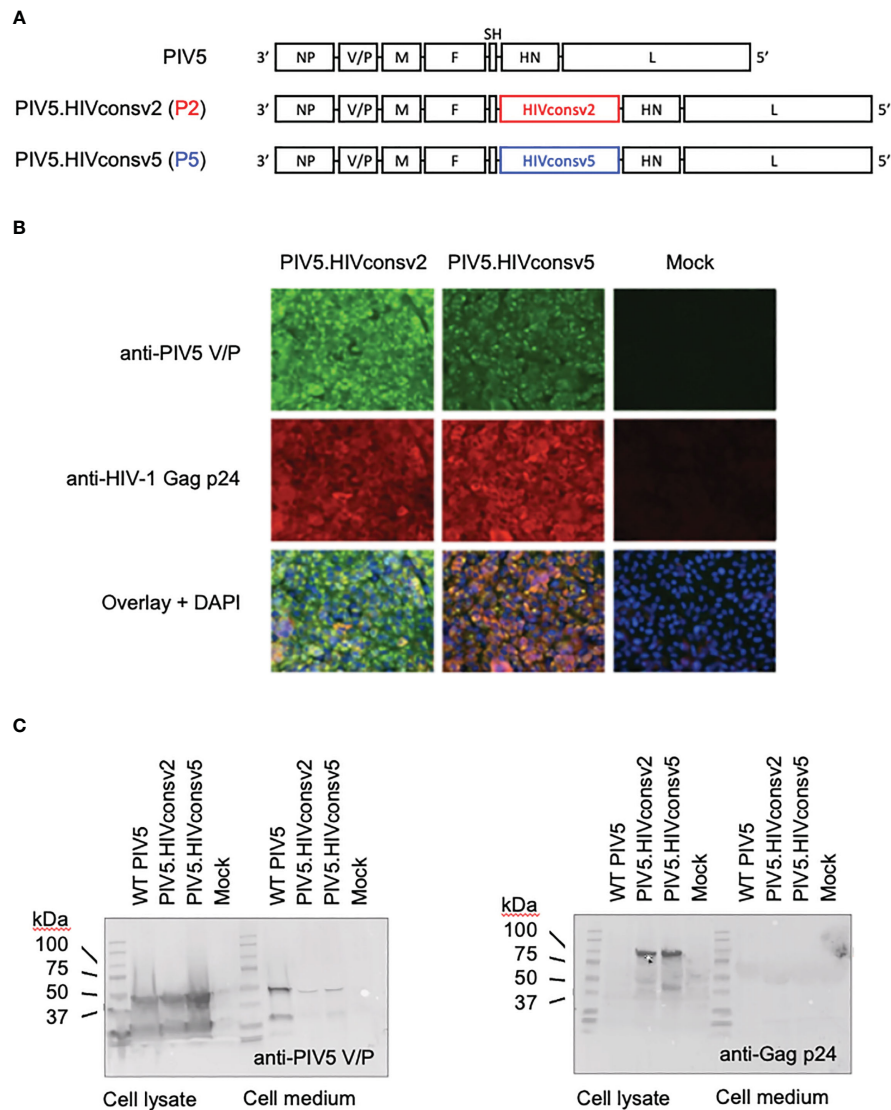 A
SH
PIV5 3′ NP V/P M F HN L 5′
PIV5.HIVconsv2 (P2) 3′ NP V/P M F HIVconsv2 HN L 5′
PIV5.HIVconsv5 (P5) 3′ NP V/P M F HIVconsv5 HN L 5′
B
PIV5.HIVconsv2 PIV5.HIVconsv5 Mock
anti-PIV5 V/P
anti-HIV-1 Gag p24
Overlay + DAPI
C
WT PIV5
PIV5.HIVconsv2
PIV5.HIVconsv5
Mock
WT PIV5
PIV5.HIVconsv2
PIV5.HIVconsv5
Mock
kDa
100
75
50
37
anti-PIV5 V/P
Cell lysate Cell medium
WT PIV5
PIV5.HIVconsv2
PIV5.HIVconsv5
Mock
WT PIV5
PIV5.HIVconsv2
PIV5.HIVconsv5
Mock
kDa
100
75
50
37
anti-Gag p24
Cell lysate Cell medium